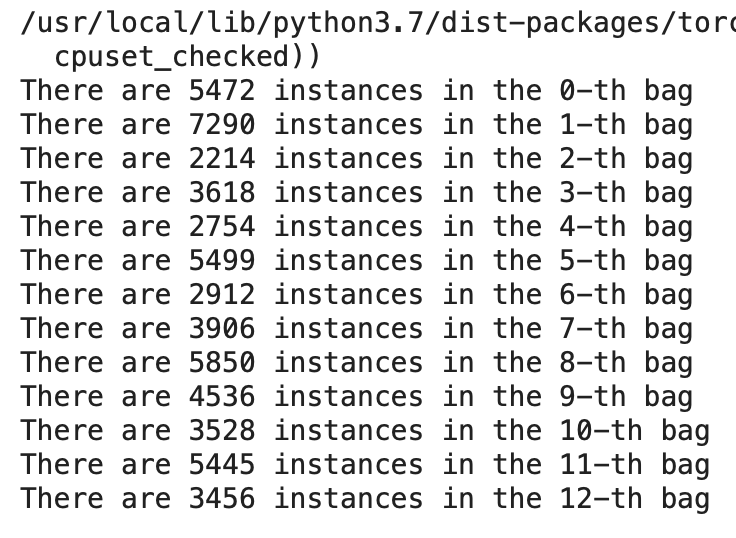 /usr/local/lib/python3.7/dist-packages/torc
cpuset_checked))
There are 5472 instances in the 0-th bag
There are 7290 instances in the 1-th bag
There are 2214 instances in the 2-th bag
There are 3618 instances in the 3-th bag
There are 2754 instances in the 4-th bag
There are 5499 instances in the 5-th bag
There are 2912 instances in the 6-th bag
There are 3906 instances in the 7-th bag
There are 5850 instances in the 8-th bag
There are 4536 instances in the 9-th bag
There are 3528 instances in the 10-th bag
There are 5445 instances in the 11-th bag
There are 3456 instances in the 12-th bag